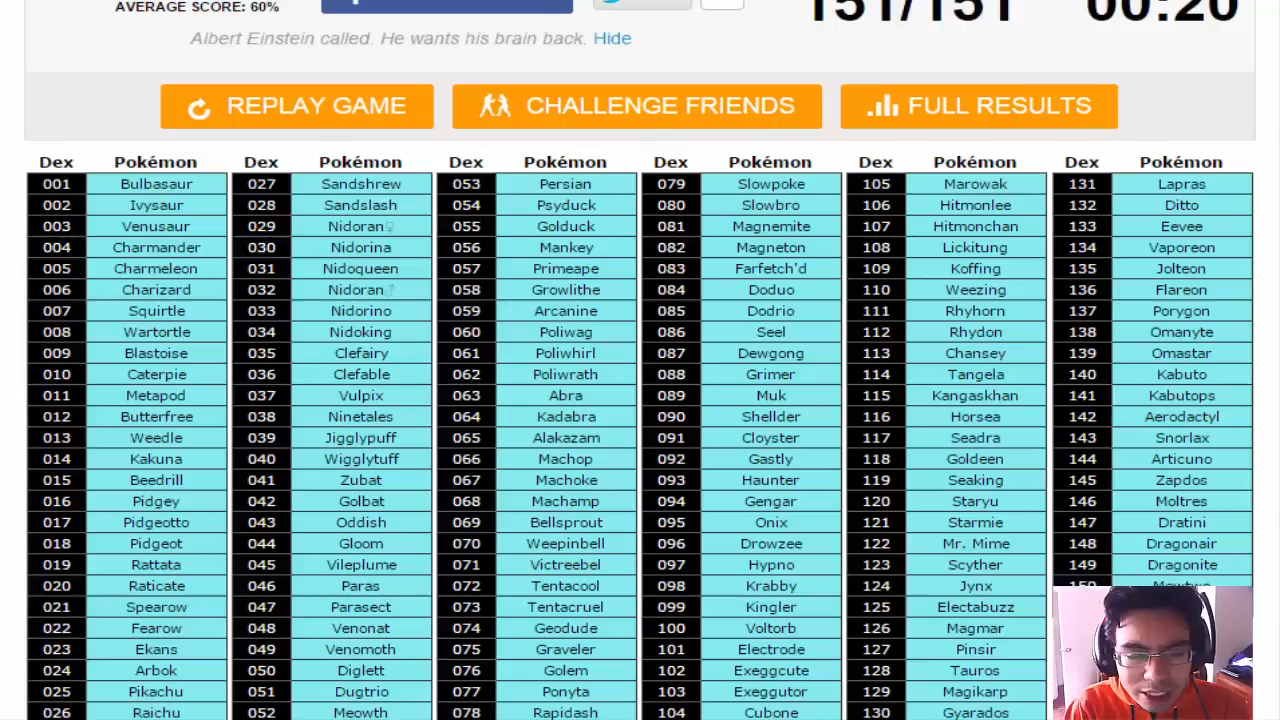 AVERAGE SCORE: 60%
151/151 00:20
Albert Einstein called. He wants his brain back. Hide
REPLAY GAME CHALLENGE FRIENDS FULL RESULTS
Dex Pokémon Dex Pokémon Dex Pokémon Dex Pokémon Dex Pokémon Dex Pokémon
001 Bulbasaur 027 Sandshrew 053 Persian 079 Slowpoke 105 Marowak 131 Lapras
002 Ivysaur 028 Sandslash 054 Psyduck 080 Slowbro 106 Hitmonlee 132 Ditto
003 Venusaur 029 Nidoran♀ 055 Golduck 081 Magnemite 107 Hitmonchan 133 Eevee
004 Charmander 030 Nidorina 056 Mankey 082 Magneton 108 Lickitung 134 Vaporeon
005 Charmeleon 031 Nidoqueen 057 Primeape 083 Farfetch'd 109 Koffing 135 Jolteon
006 Charizard 032 Nidoran♂ 058 Growlithe 084 Doduo 110 Weezing 136 Flareon
007 Squirtle 033 Nidorino 059 Arcanine 085 Dodrio 111 Rhyhorn 137 Porygon
008 Wartortle 034 Nidoking 060 Poliwag 086 Seel 112 Rhydon 138 Omanyte
009 Blastoise 035 Clefairy 061 Poliwhirl 087 Dewgong 113 Chansey 139 Omastar
010 Caterpie 036 Clefable 062 Poliwrath 088 Grimer 114 Tangela 140 Kabuto
011 Metapod 037 Vulpix 063 Abra 089 Muk 115 Kangaskhan 141 Kabutops
012 Butterfree 038 Ninetales 064 Kadabra 090 Shellder 116 Horsea 142 Aerodactyl
013 Weedle 039 Jigglypuff 065 Alakazam 091 Cloyster 117 Seadra 143 Snorlax
014 Kakuna 040 Wigglytuff 066 Machop 092 Gastly 118 Goldeen 144 Articuno
015 Beedrill 041 Zubat 067 Machoke 093 Haunter 119 Seaking 145 Zapdos
016 Pidgey 042 Golbat 068 Machamp 094 Gengar 120 Staryu 146 Moltres
017 Pidgeotto 043 Oddish 069 Bellsprout 095 Onix 121 Starmie 147 Dratini
018 Pidgeot 044 Gloom 070 Weepinbell 096 Drowzee 122 Mr. Mime 148 Dragonair
019 Rattata 045 Vileplume 071 Victreebel 097 Hypno 123 Scyther 149 Dragonite
020 Raticate 046 Paras 072 Tentacool 098 Krabby 124 Jynx 150 Mewtwo
021 Spearow 047 Parasect 073 Tentacruel 099 Kingler 125 Electabuzz
022 Fearow 048 Venonat 074 Geodude 100 Voltorb 126 Magmar
023 Ekans 049 Venomoth 075 Graveler 101 Electrode 127 Pinsir
024 Arbok 050 Diglett 076 Golem 102 Exeggcute 128 Tauros
025 Pikachu 051 Dugtrio 077 Ponyta 103 Exeggutor 129 Magikarp
026 Raichu 052 Meowth 078 Rapidash 104 Cubone 130 Gyarados